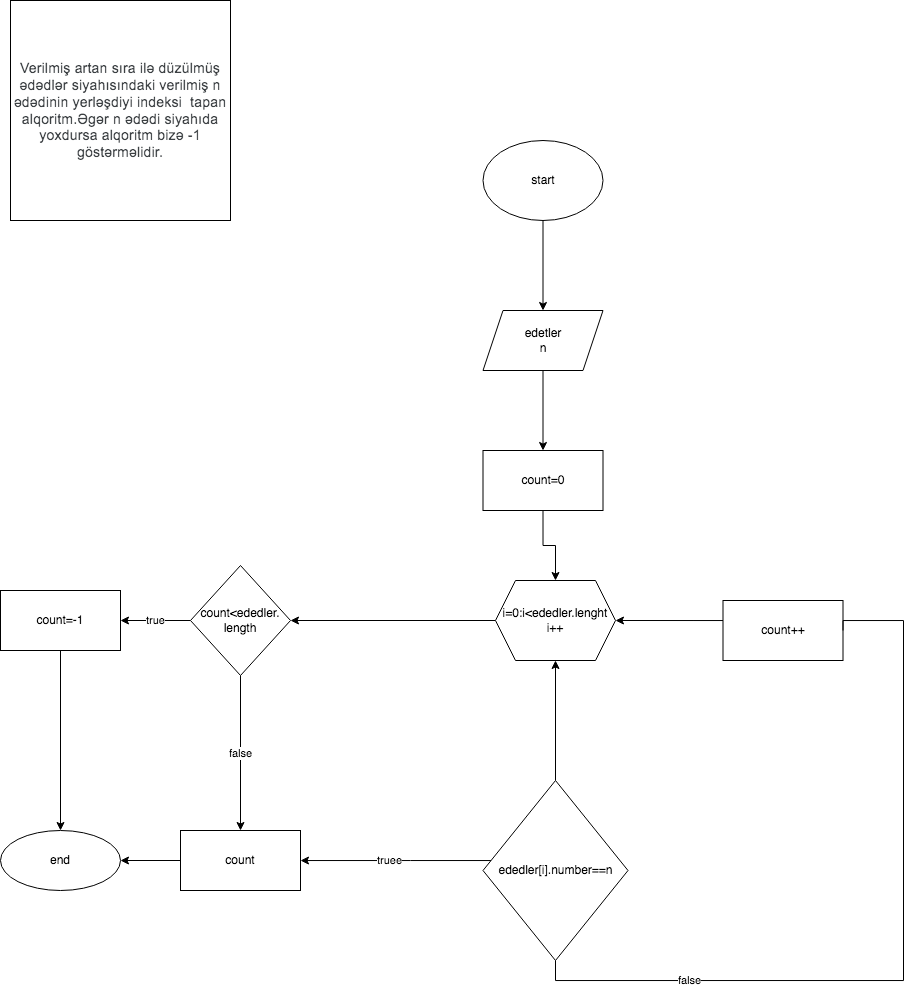 Verilmiş artan sıra ilə düzülmüş
ədədlər siyahısındaki verilmiş n
ədədinin yerləşdiyi indeksi  tapan
alqoritm.Əgər n ədədi siyahıda
yoxdursa alqoritm bizə -1
göstərməlidir.
start
edetler
n
count=0
i=0:i<ededler.lenght
i++
count<ededler.
length
true
count=-1
count++
false
end
count
truee
ededler[i].number==n
false